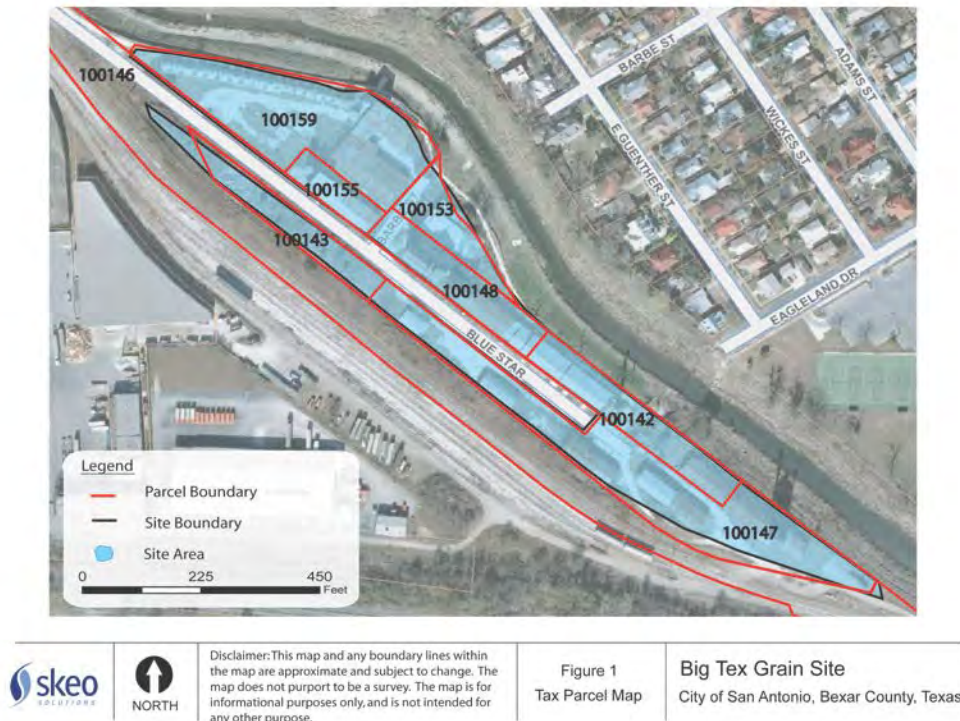 BARBE ST
ADAMS ST
WICKES ST
E GUENTHER ST
EAGLELAND DR
100146
100159
100155
100153
BARBE
100143
100148
BLUE STAR
100142
100147
Legend
Parcel Boundary
Site Boundary
Site Area
0 225 450
Feet
skeo
SOLUTIONS
NORTH
Disclaimer: This map and any boundary lines within
the map are approximate and subject to change. The
map does not purport to be a survey. The map is for
informational purposes only, and is not intended for
any other purpose.
Figure 1
Tax Parcel Map
Big Tex Grain Site
City of San Antonio, Bexar County, Texas